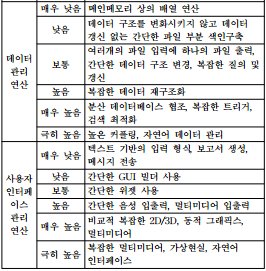 매우 낮음 메인메모리 상의 배열 연산
낮음 데이터 구조를 변화시키지 않고 데이터
갱신 없는 간단한 파일 부분 색인구축
보통 여러개의 파일 입력에 하나의 파일 출력,
간단한 데이터 구조 변경, 복잡한 질의 및
갱신
높음 복잡한 데이터 재구조화
매우 높음 분산 데이터베이스 협조, 복잡한 트리거,
검색 최적화
극히 높음 높은 커플링, 자연어 데이터 관리
데이터
관리
연산
매우 낮음 텍스트 기반의 입력 형식, 보고서 생성,
메시지 전송
낮음 간단한 GUI 빌더 사용
보통 간단한 위젯 사용
높음 간단한 음성 입출력, 멀티미디어 입출력
매우 높음 비교적 복잡한 2D/3D, 동적 그래픽스,
멀티미디어
극히 높음 복잡한 멀티미디어, 가상현실, 자연어
인터페이스
사용자
인터페이
스
관리
연산